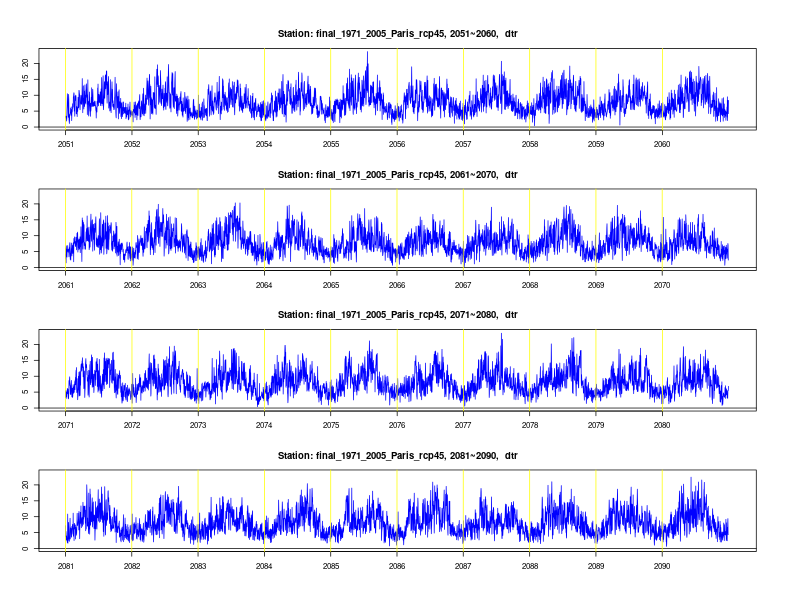 Station: final_1971_2005_Paris_rcp45, 2051~2060, dtr
20
15
10
5
0
2051 2052 2053 2054 2055 2056 2057 2058 2059 2060
Station: final_1971_2005_Paris_rcp45, 2061~2070, dtr
20
15
10
5
0
2061 2062 2063 2064 2065 2066 2067 2068 2069 2070
Station: final_1971_2005_Paris_rcp45, 2071~2080, dtr
20
15
10
5
0
2071 2072 2073 2074 2075 2076 2077 2078 2079 2080
Station: final_1971_2005_Paris_rcp45, 2081~2090, dtr
20
15
10
5
0
2081 2082 2083 2084 2085 2086 2087 2088 2089 2090